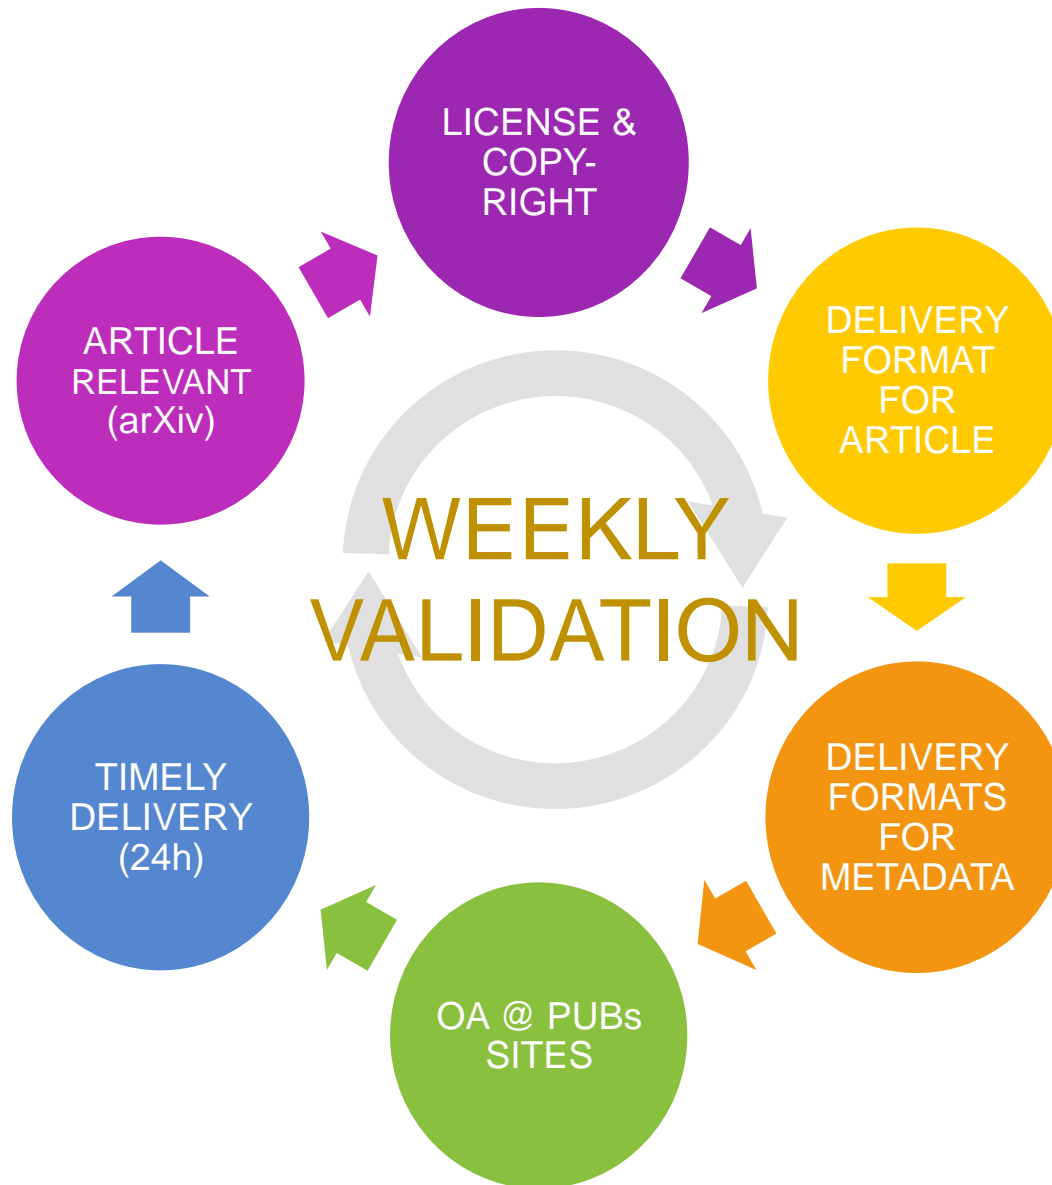 LICENSE &
COPY-
RIGHT
DELIVERY
FORMAT
FOR
ARTICLE
DELIVERY
FORMATS
FOR
METADATA
OA @ PUBs
SITES
TIMELY
DELIVERY
(24h)
ARTICLE
RELEVANT
(arXiv)
WEEKLY
VALIDATION